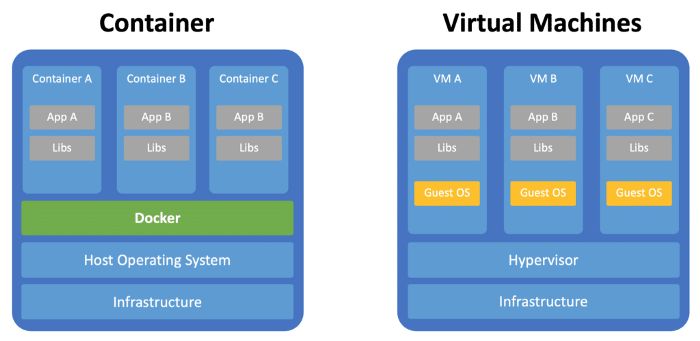 Container
Virtual Machines
Container A
Container B
Container C
App A
App B
App B
Libs
Libs
Libs
Docker
Host Operating System
Infrastructure
VM A
VM B
VM C
App A
App B
App C
Libs
Libs
Libs
Guest OS
Guest OS
Guest OS
Hypervisor
Infrastructure